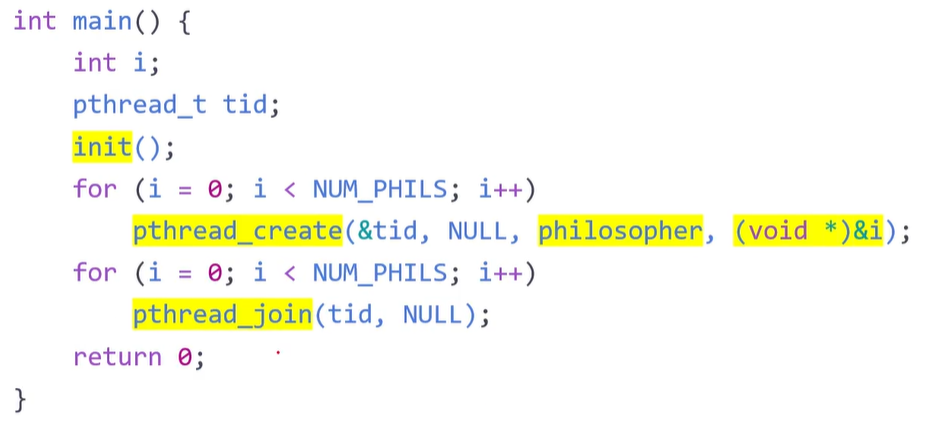 int main() {
    int i;
    pthread_t tid;
    init();
    for (i = 0; i < NUM_PHILS; i++)
        pthread_create(&tid, NULL, philosopher, (void *)&i);
    for (i = 0; i < NUM_PHILS; i++)
        pthread_join(tid, NULL);
    return 0;
}